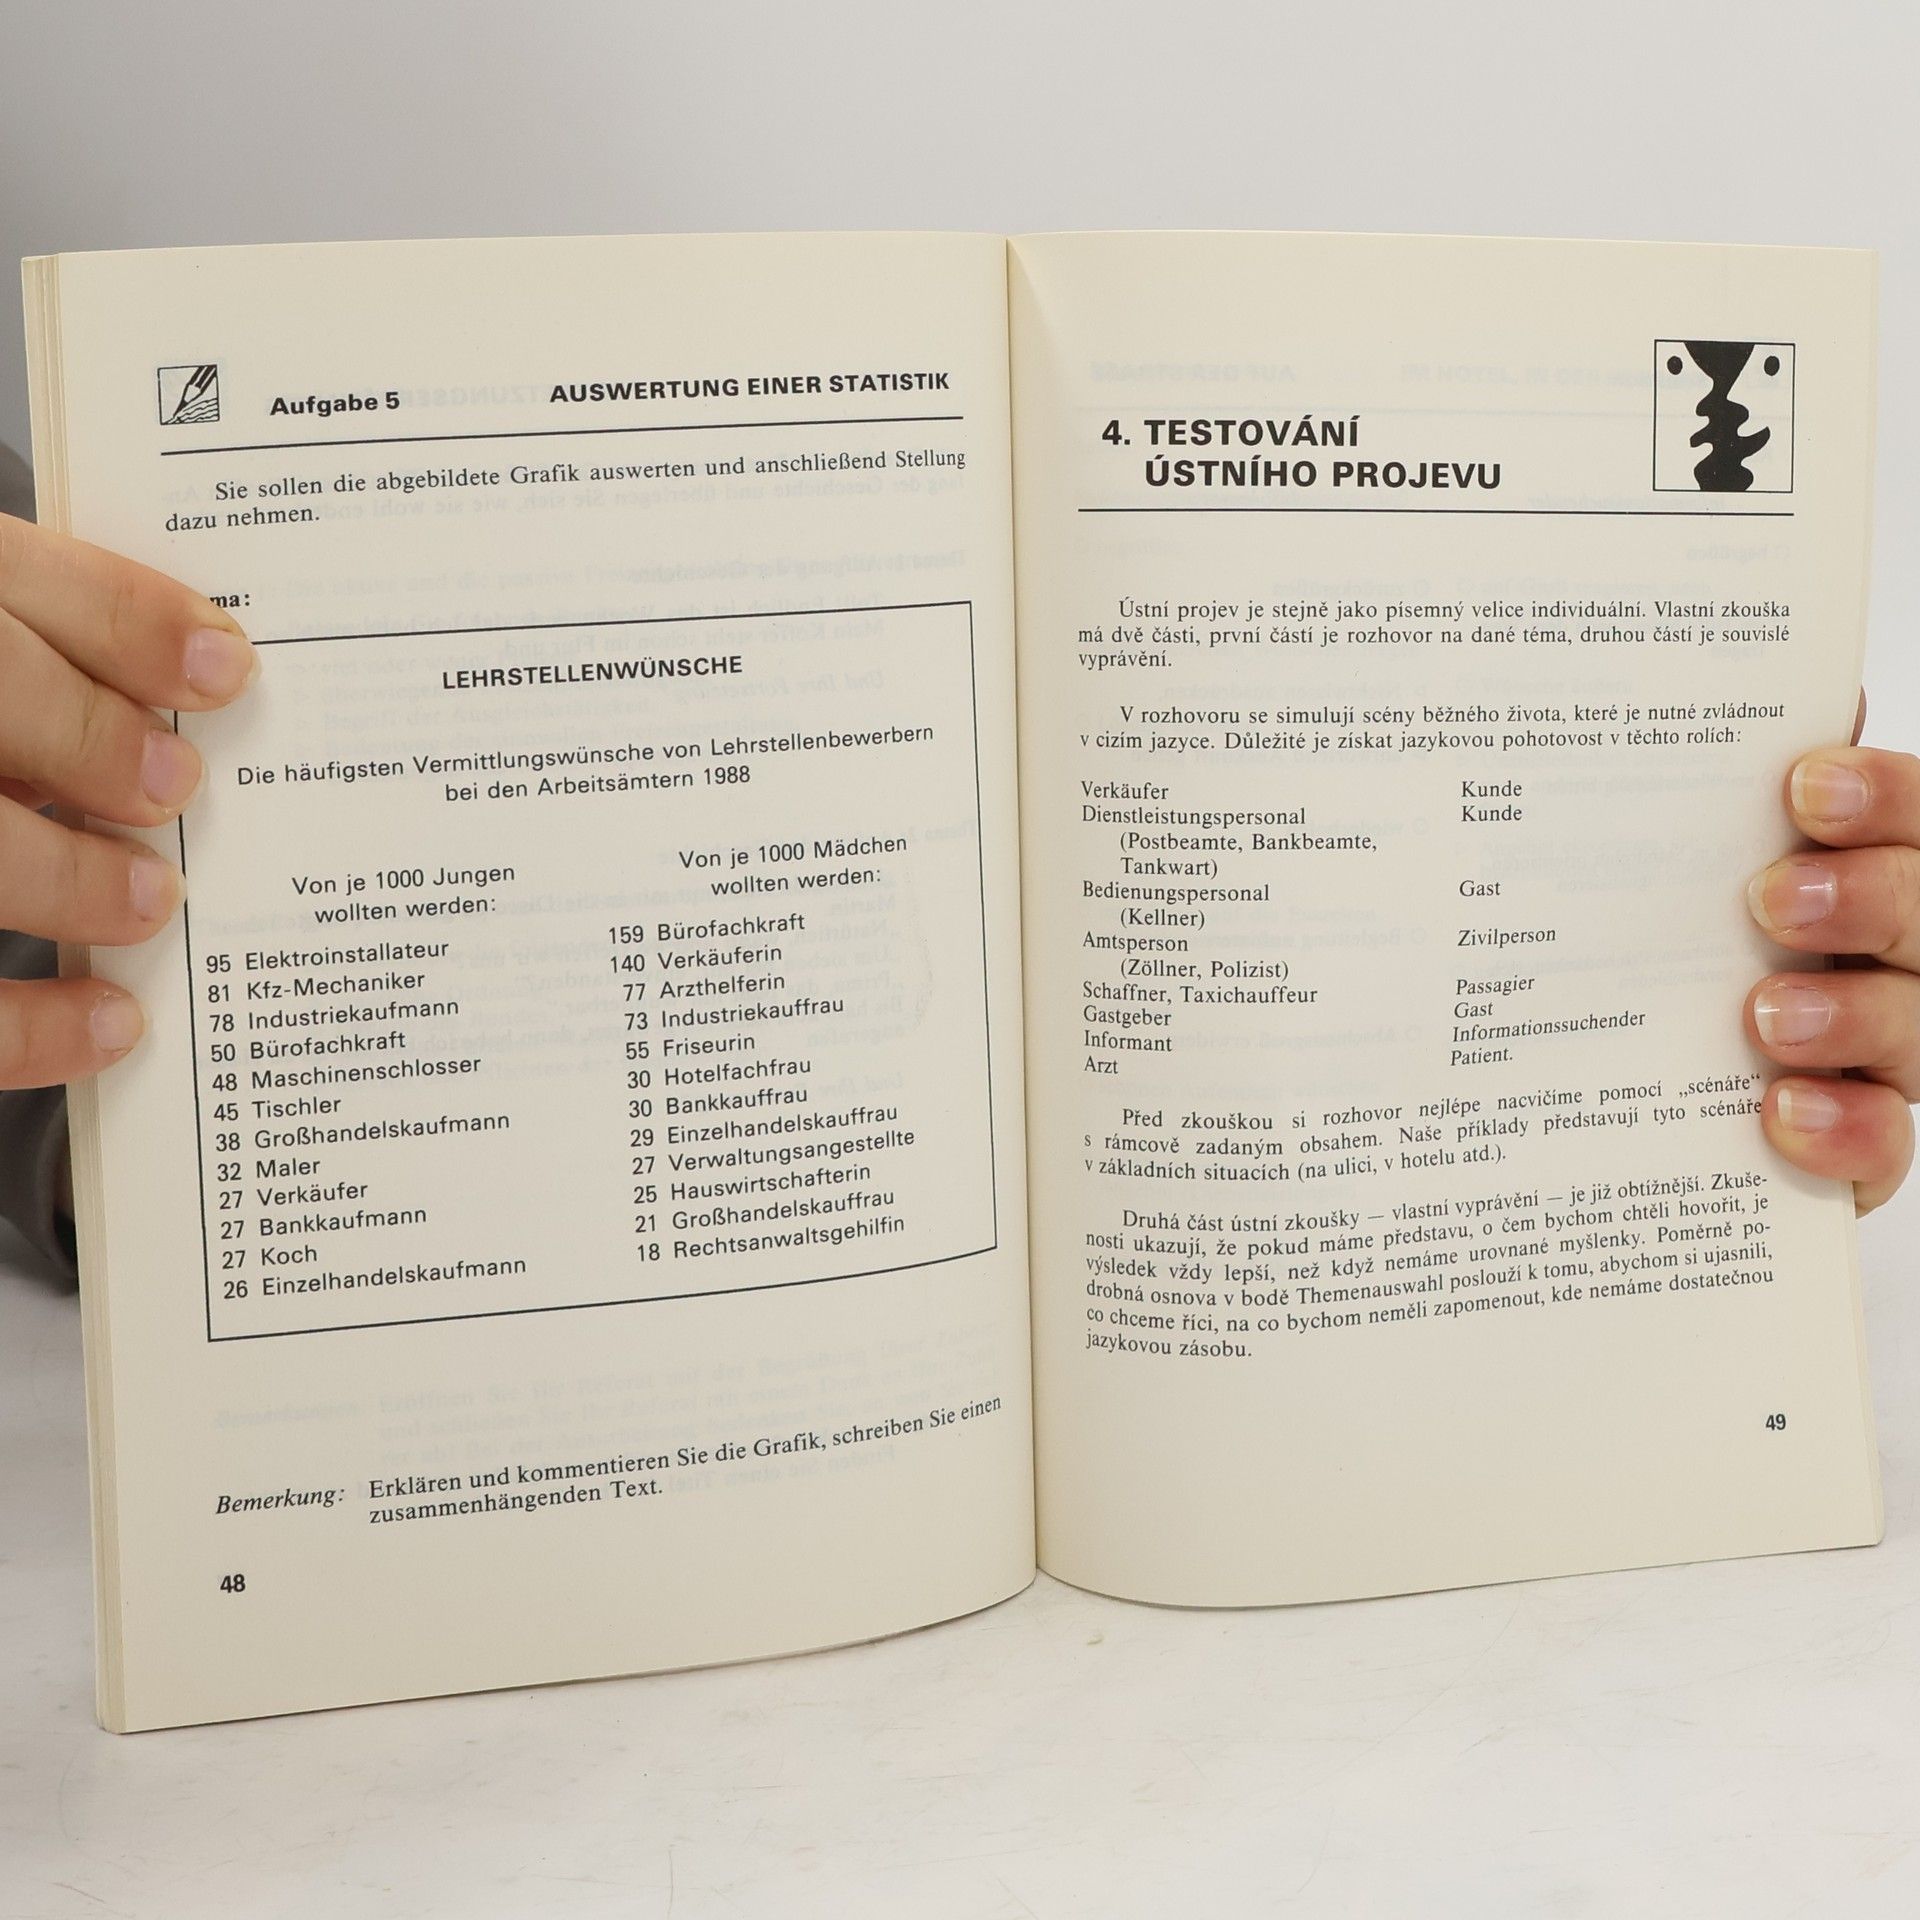 Aufgabe 5 AUSWERTUNG EINER STATISTIK
Sie sollen die abgebildete Grafik auswerten und anschließend Stellung
dazu nehmen.
ma:
LEHRSTELLENWÜNSCHE
Die häufigsten Vermittlungswünsche von Lehrstellenbewerbern
bei den Arbeitsämtern 1988
Von je 1000 Jungen
wollten werden:
95 Elektroinstallateur
81 Kfz-Mechaniker
78 Industriekaufmann
50 Bürofachkraft
48 Maschinenschlosser
45 Tischler
38 Großhandelskaufmann
32 Maler
27 Verkäufer
27 Bankkaufmann
27 Koch
26 Einzelhandelskaufmann
Von je 1000 Mädchen
wollten werden:
159 Bürofachkraft
140 Verkäuferin
77 Arzthelferin
73 Industriekauffrau
55 Friseurin
30 Hotelfachfrau
30 Bankkauffrau
29 Einzelhandelskauffrau
27 Verwaltungsangestellte
25 Hauswirtschafterin
21 Großhandelskauffrau
18 Rechtsanwaltsgehilfin
Bemerkung: Erklären und kommentieren Sie die Grafik, schreiben Sie einen
zusammenhängenden Text.
48
4. TESTOVÁNÍ
ÚSTNÍHO PROJEVU
Ústní projev je stejně jako písemný velice individuální. Vlastní zkouška
má dvě části, první částí je rozhovor na dané téma, druhou částí je souvislé
vyprávění.
V rozhovoru se simulují scény běžného života, které je nutné zvládnout
v cizím jazyce. Důležité je získat jazykovou pohotovost v těchto rolích:
Verkäufer Kunde
Dienstleistungspersonal Kunde
(Postbeamte, Bankbeamte,
Tankwart)
Bedienungspersonal Gast
(Kellner)
Amtsperson Zivilperson
(Zöllner, Polizist)
Schaffner, Taxichauffeur Passagier
Gastgeber Gast
Informant Informationssuchender
Arzt Patient.
Před zkouškou si rozhovor nejlépe nacvičíme pomocí „scénáře“
s rámcově zadaným obsahem. Naše příklady představují tyto scénáře
v základních situacích (na ulici, v hotelu atd.).
Druhá část ústní zkoušky — vlastní vyprávění — je již obtížnější. Zkuše-
nosti ukazují, že pokud máme představu, o čem bychom chtěli hovořit, je
výsledek vždy lepší, než když nemáme urovnané myšlenky. Poměrně po-
drobná osnova v bodě Themenauswahl poslouží k tomu, abychom si ujasnili,
co chceme říci, na co bychom neměli zapomenout, kde nemáme dostatečnou
jazykovou zásobu.
49